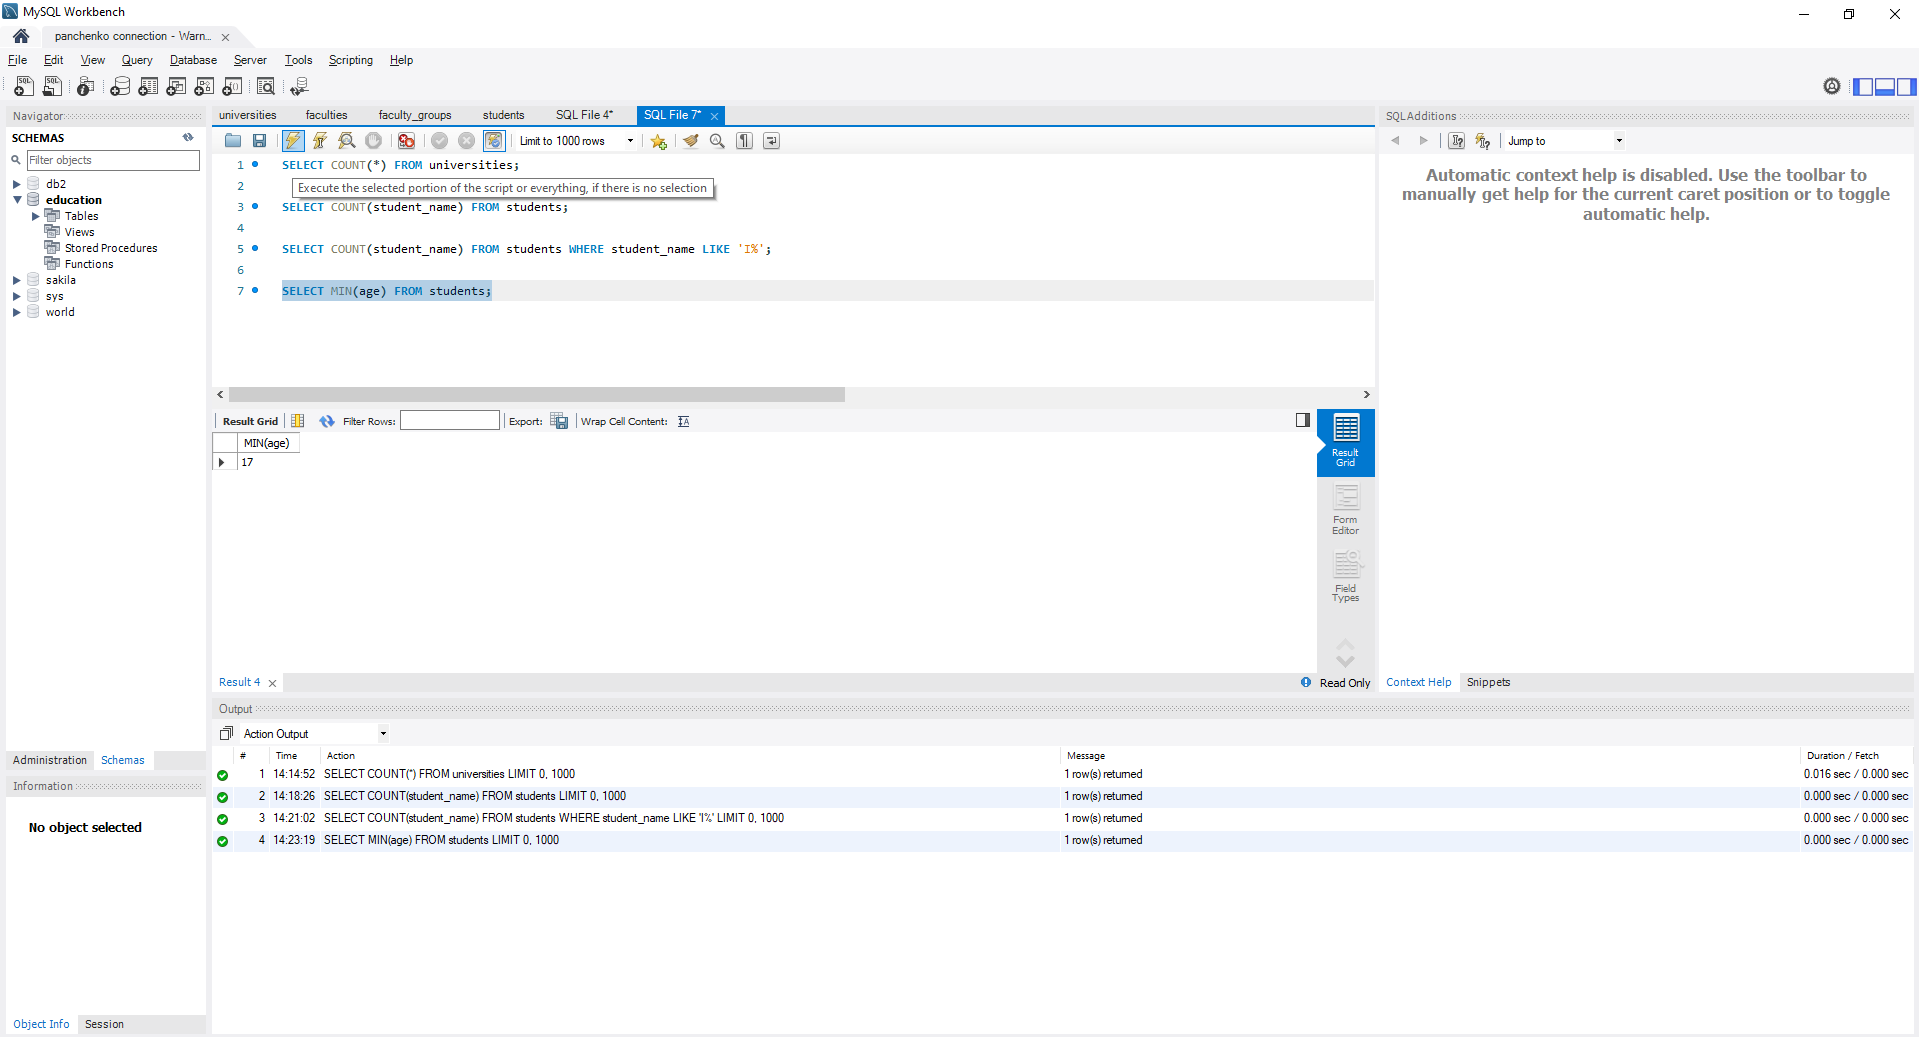 MySQL Workbench
panchenko connection - Warn...
File Edit View Query Database Server Tools Scripting Help
Navigator
SCHEMAS
Filter objects
db2
education
Tables
Views
Stored Procedures
Functions
sakila
sys
world
Administration Schemas
Information
No object selected
Object Info Session
universities faculties faculty_groups students SQL File 4* SQL File 7*
Limit to 1000 rows
1 SELECT COUNT(*) FROM universities;
2
Execute the selected portion of the script or everything, if there is no selection
3 SELECT COUNT(student_name) FROM students;
4
5 SELECT COUNT(student_name) FROM students WHERE student_name LIKE 'I%';
6
7 SELECT MIN(age) FROM students;
Result Grid Filter Rows: Export: Wrap Cell Content:
MIN(age)
17
Result
Grid
Form
Editor
Field
Types
Result 4 Read Only
SQLAdditions
Jump to
Automatic context help is disabled. Use the toolbar to
manually get help for the current caret position or to toggle
automatic help.
Context Help Snippets
Output
Action Output
# Time Action Message Duration / Fetch
1 14:14:52 SELECT COUNT(*) FROM universities LIMIT 0, 1000 1 row(s) returned 0.016 sec / 0.000 sec
2 14:18:26 SELECT COUNT(student_name) FROM students LIMIT 0, 1000 1 row(s) returned 0.000 sec / 0.000 sec
3 14:21:02 SELECT COUNT(student_name) FROM students WHERE student_name LIKE 'I%' LIMIT 0, 1000 1 row(s) returned 0.000 sec / 0.000 sec
4 14:23:19 SELECT MIN(age) FROM students LIMIT 0, 1000 1 row(s) returned 0.000 sec / 0.000 sec